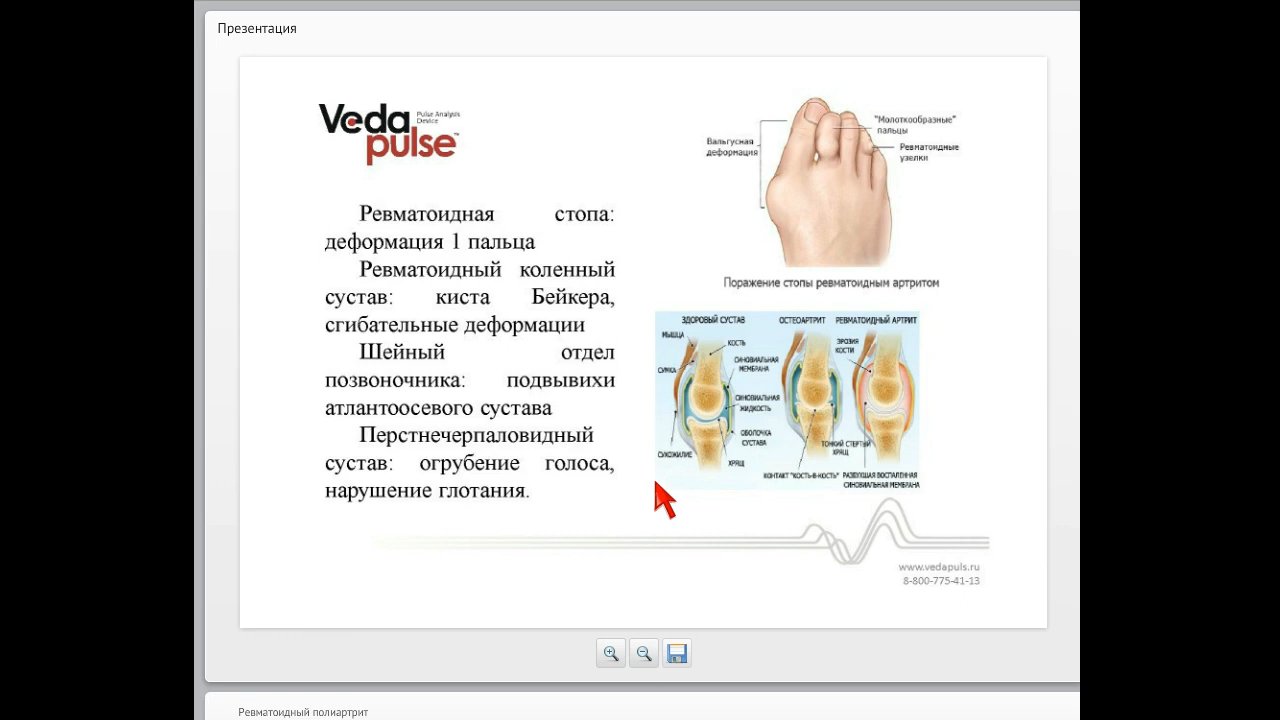 Презентация
Veda
Pulse Analysis
Device
pulse™
Ревматоидная стопа:
деформация 1 пальца
Ревматоидный коленный
сустав: киста Бейкера,
сгибательные деформации
Шейный отдел
позвоночника: подвывихи
атлантоосевого сустава
Перстнечерпаловидный
сустав: огрубение голоса,
нарушение глотания.
Вальгусная
деформация
"Молоткообразные"
пальцы
Ревматоидные
узелки
Поражение стопы ревматоидным артритом
ЗДОРОВЫЙ СУСТАВ
ОСТЕОАРТРИТ
РЕВМАТОИДНЫЙ АРТРИТ
МЫШЦА
КОСТЬ
ЭРОЗИЯ
КОСТИ
СУМКА
СИНОВИАЛЬНАЯ
МЕМБРАНА
СИНОВИАЛЬНАЯ
ЖИДКОСТЬ
ОБОЛОЧКА
СУСТАВА
СУХОЖИЛИЕ
ХРЯЩ
ТОНКИЙ СТЕРТЫЙ
ХРЯЩ
КОНТАКТ "КОСТЬ-В-КОСТЬ"
РАЗБУХШАЯ ВОСПАЛЕННАЯ
СИНОВИАЛЬНАЯ МЕМБРАНА
www.vedapuls.ru
8-800-775-41-13
Ревматоидный полиартрит